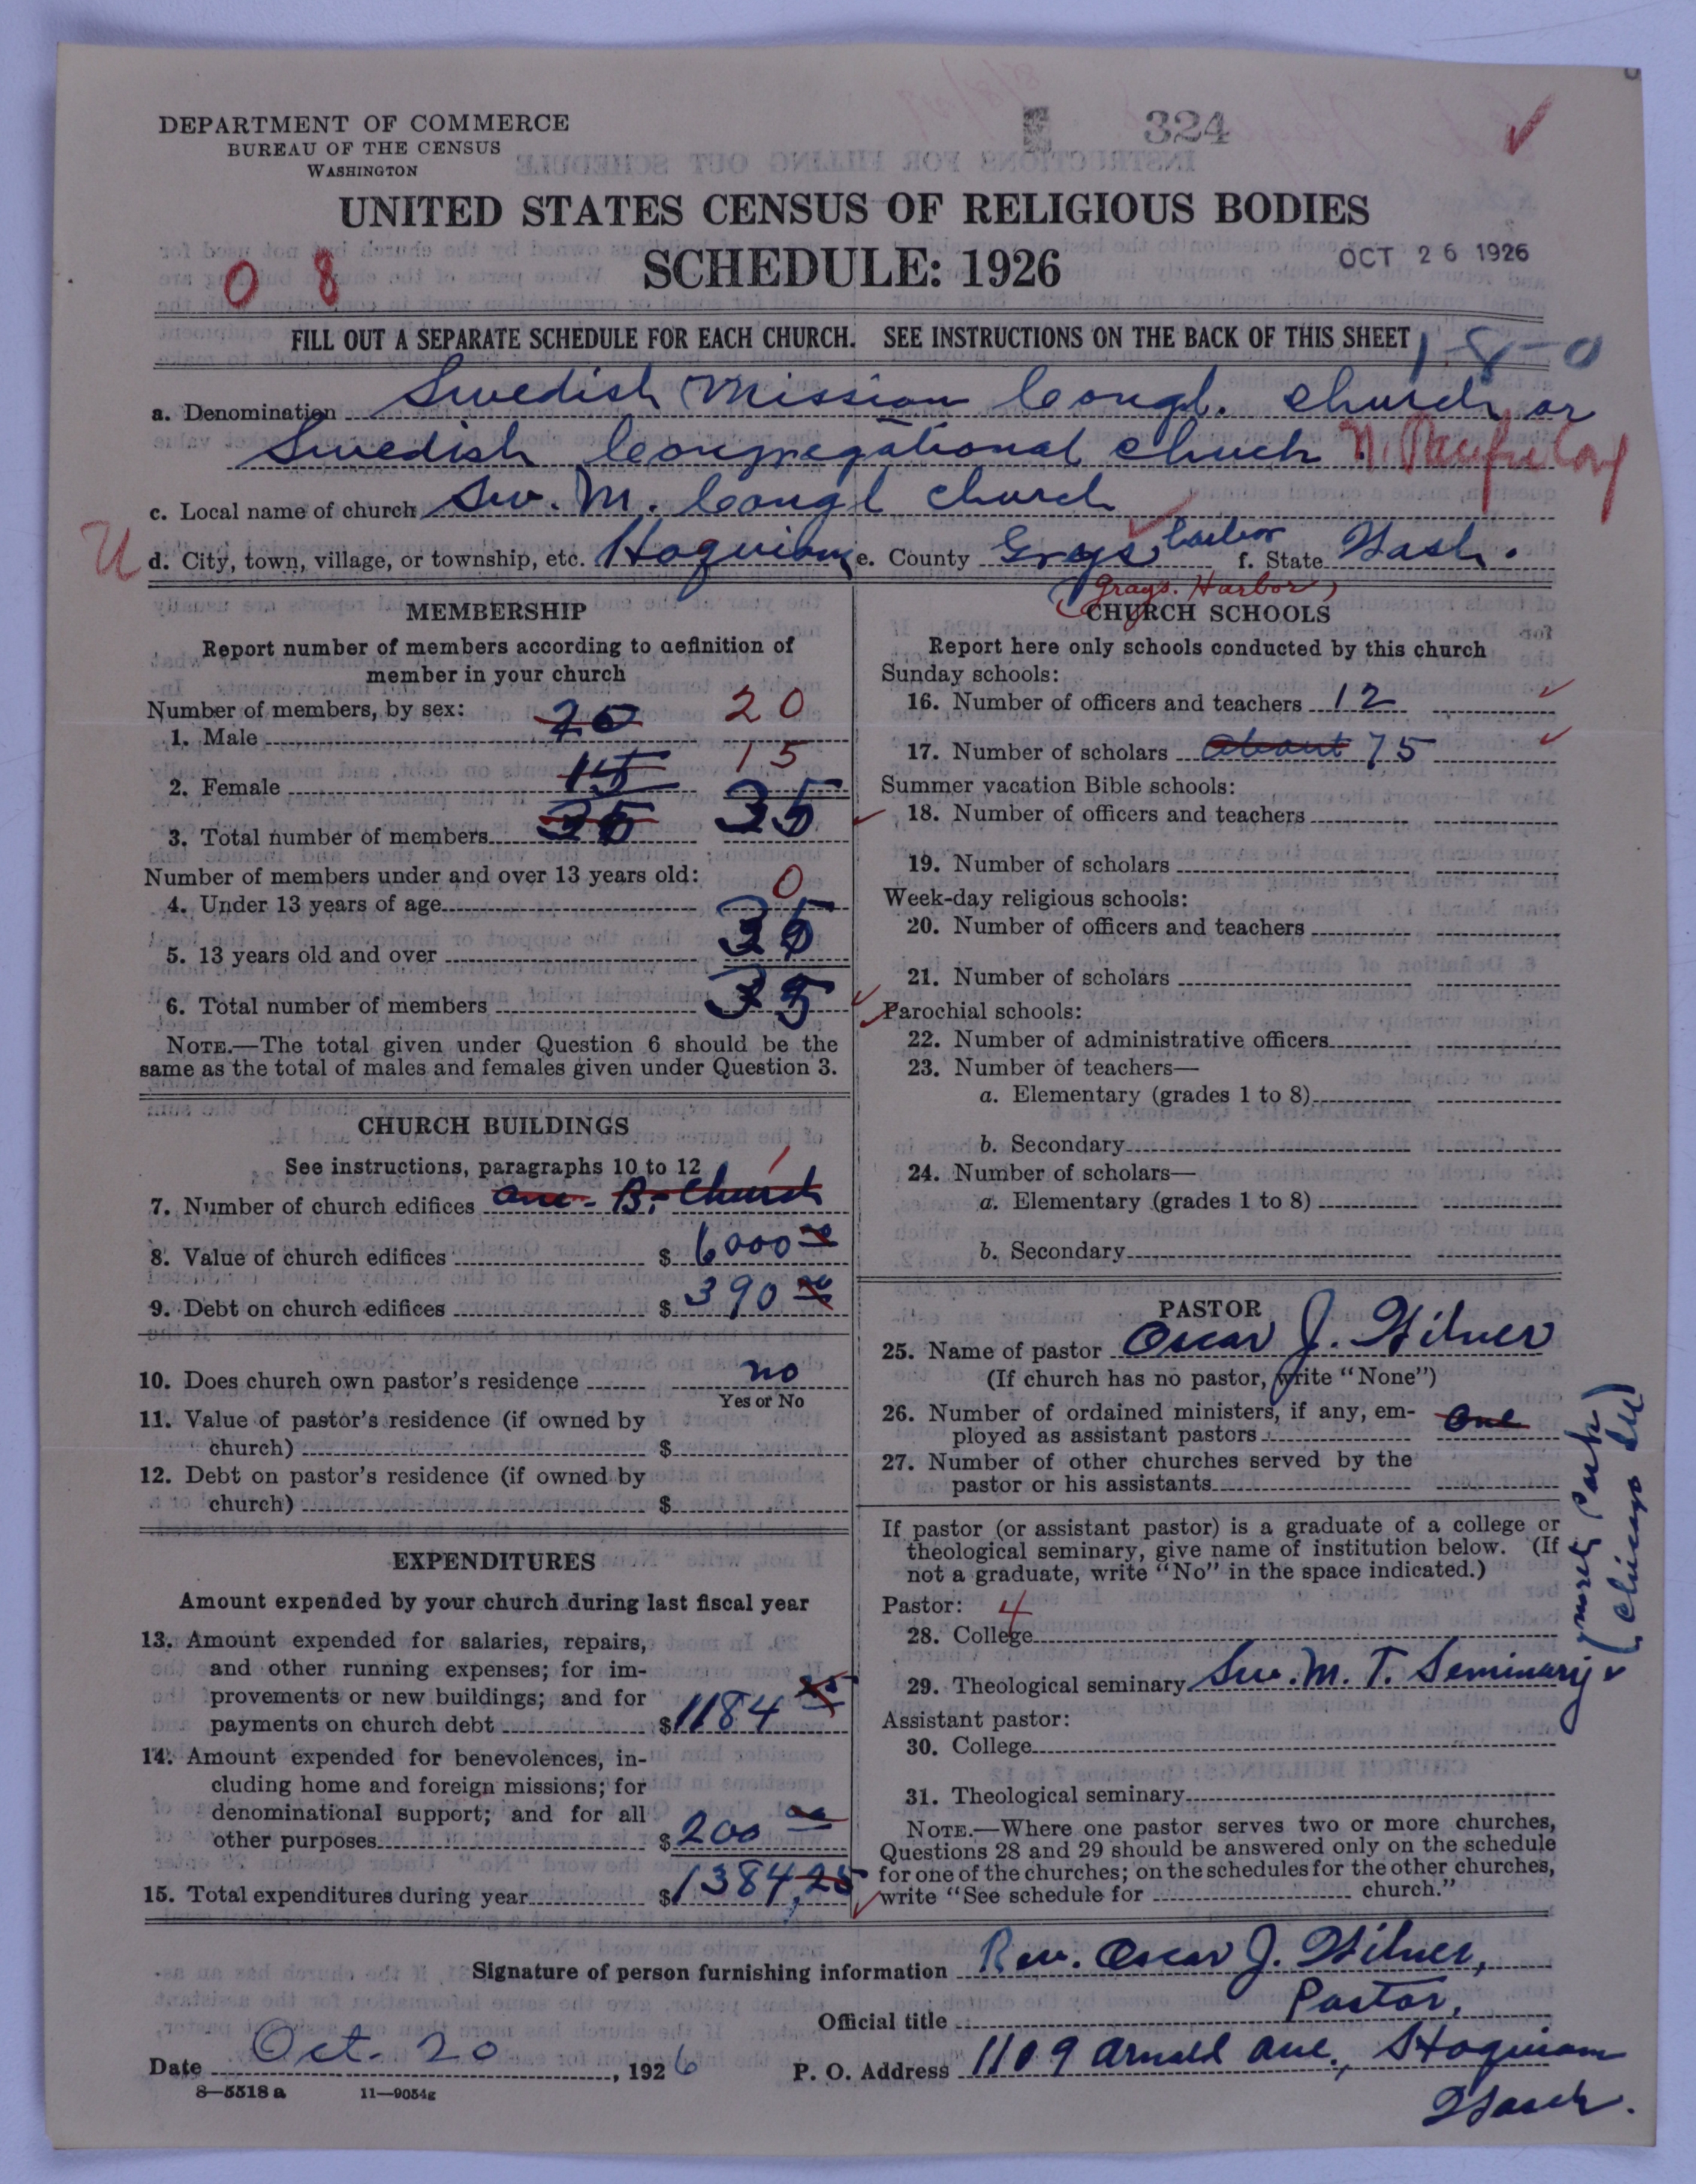 DEPARTMENT OF COMMERCE
BUREAU OF THE CENSUS
WASHINGTON
324
UNITED STATES CENSUS OF RELIGIOUS BODIES
SCHEDULE: 1926
OCT 26 1926
0 8
FILL OUT A SEPARATE SCHEDULE FOR EACH CHURCH. SEE INSTRUCTIONS ON THE BACK OF THIS SHEET
1-8-0
a. Denomination Swedish Mission Congl. Church or
Swedish Congregational Church
c. Local name of church Sw. M. Congl Church
U
d. City, town, village, or township, etc. Hoquiam e. County Grays Harbor f. State Wash.
(Grays. Harbor)
MEMBERSHIP
Report number of members according to definition of
member in your church
Number of members, by sex:
1. Male 20 20
2. Female 15 15
3. Total number of members 35 35
Number of members under and over 13 years old:
4. Under 13 years of age 0
5. 13 years old and over 35
6. Total number of members 35
NOTE.—The total given under Question 6 should be the
same as the total of males and females given under Question 3.
CHURCH BUILDINGS
See instructions, paragraphs 10 to 12
7. Number of church edifices one - B. - Church 1
8. Value of church edifices $ 6000 00
9. Debt on church edifices $ 390 00
10. Does church own pastor's residence no
Yes or No
11. Value of pastor's residence (if owned by
church) $
12. Debt on pastor's residence (if owned by
church) $
EXPENDITURES
Amount expended by your church during last fiscal year
13. Amount expended for salaries, repairs,
and other running expenses; for im-
provements or new buildings; and for
payments on church debt $ 1184 25
14. Amount expended for benevolences, in-
cluding home and foreign missions; for
denominational support; and for all
other purposes $ 200 00
15. Total expenditures during year $ 1384,25
CHURCH SCHOOLS
Report here only schools conducted by this church
Sunday schools:
16. Number of officers and teachers 12
17. Number of scholars about 75
Summer vacation Bible schools:
18. Number of officers and teachers
19. Number of scholars
Week-day religious schools:
20. Number of officers and teachers
21. Number of scholars
Parochial schools:
22. Number of administrative officers
23. Number of teachers—
a. Elementary (grades 1 to 8)
b. Secondary
24. Number of scholars—
a. Elementary (grades 1 to 8)
b. Secondary
PASTOR
25. Name of pastor Oscar J. Wilner
(If church has no pastor, write "None")
26. Number of ordained ministers, if any, em-
ployed as assistant pastors one
27. Number of other churches served by the
pastor or his assistants
If pastor (or assistant pastor) is a graduate of a college or
theological seminary, give name of institution below. (If
not a graduate, write "No" in the space indicated.)
Pastor: 4
28. College
29. Theological seminary Sw. M. T. Seminary
North Park)
(Chicago Ill
Assistant pastor:
30. College
31. Theological seminary
NOTE.—Where one pastor serves two or more churches,
Questions 28 and 29 should be answered only on the schedule
for one of the churches; on the schedules for the other churches,
write "See schedule for church."
Signature of person furnishing information Rev. Oscar J. Wilner,
Official title Pastor.
Date Oct. 20, 1926 P. O. Address 1109 Arnold Ave., Hoquiam
Wash.
8—5518 a 11—9054g